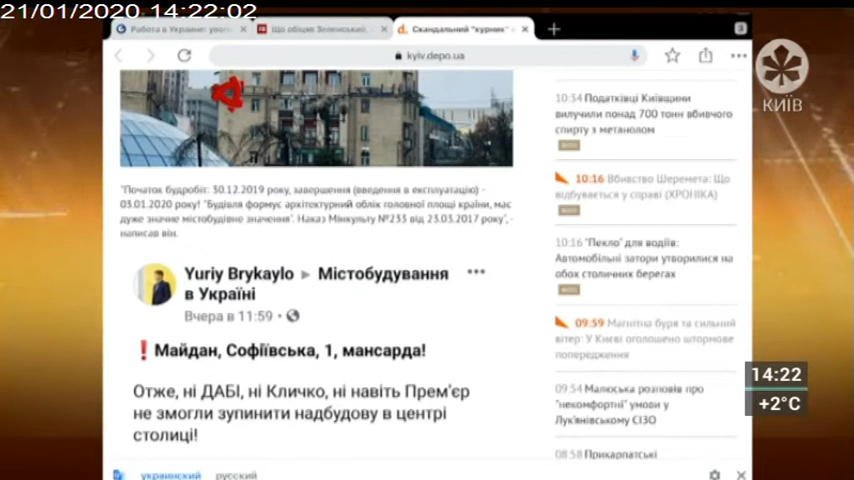 21/01/2020 14:22:02
Робота в Украине: уволь
Що обіцяв Зеленський,
Скандальний "курник"
kyiv.depo.ua
КИЇВ
10:34 Податківці Київщини
вилучили понад 700 тонн вбивчого
спирту з метанолом
10:16 Вбивство Шеремета: Що
відбувається у справі (ХРОНІКА)
10:16 "Пекло" для водіїв:
Автомобільні затори утворилися на
обох столичних берегах
09:59 Магнітна буря та сильний
вітер: У Києві оголошено штормове
попередження
09:54 Малюська розповів про
"некомфортні" умови у
Лук'янівському СІЗО
08:58 Прикарпатські
"Початок будробіт: 30.12.2019 року, завершення (введення в експлуатацію) -
03.01.2020 року! "Будівля формує архітектурний облік головної площі країни, має
дуже значне містобудівне значення". Наказ Мінкульту №233 від 23.03.2017 року", -
написав він.
Yuriy Brykaylo ▸ Містобудування
в Україні
Вчера в 11:59
❗Майдан, Софіївська, 1, мансарда!
Отже, ні ДАБІ, ні Кличко, ні навіть Прем'єр
не змогли зупинити надбудову в центрі
столиці!
14:22
+2°C
украинский русский